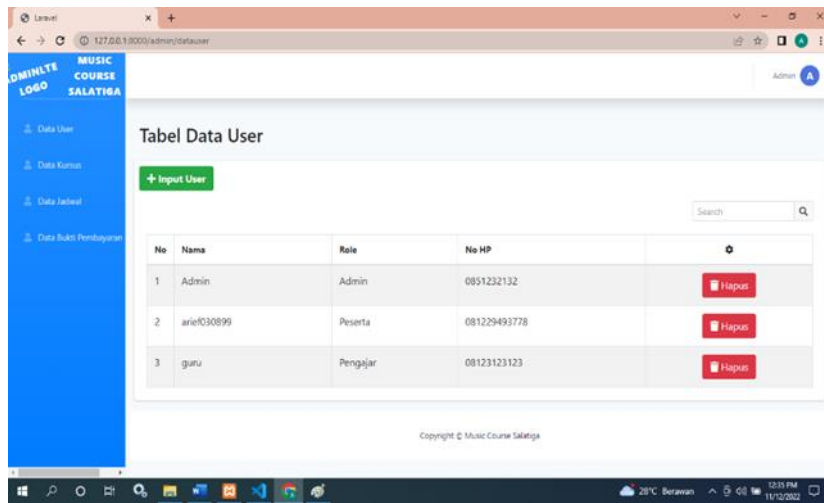 Laravel
127.0.0.1:8000/admin/datauser
ADMINLTE
LOGO
MUSIC
COURSE
SALATIGA
Admin A
Data User
Data Kursus
Data Jadwal
Data Bukti Pembayaran
Tabel Data User
+ Input User
Search
No Nama Role No HP
1 Admin Admin 0851232132 Hapus
2 arief030899 Peserta 081229493778 Hapus
3 guru Pengajar 08123123123 Hapus
Copyright © Music Course Salatiga
28°C Berawan
12:35 PM
11/12/2022